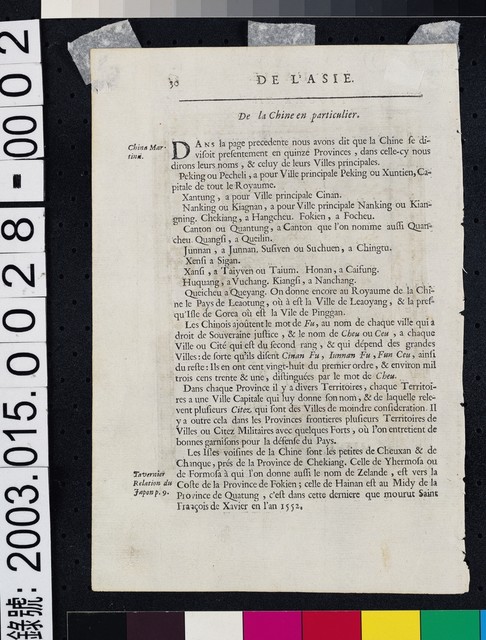 錄號: 2003.015.0028-0002
30
DE L'ASIE.
De la Chine en particulier.
China Mar-
tini.
DANS la page precedente nous avons dit que la Chine se di-
visoit presentement en quinze Provinces, dans celle-cy nous
dirons leurs noms, & celuy de leurs Villes principales.
Peking ou Pecheli, a pour Ville principale Peking ou Xuntien, Ca-
pitale de tout le Royaume.
Xantung, a pour ville principale Cinan.
Nanking ou Kiagnan, a pour Ville principale Nanking ou Kian-
gning. Chekiang, a Hangcheu. Fokien, a Focheu.
Canton ou Quantung, a Canton que l'on nomme aussi Quan-
cheu. Quangsi, a Queilin.
Junnan, a Junnan. Susiven ou Suchuen, a Chingtu.
Xensi a Sigan.
Xansi, a Taiyven ou Taium. Honan, a Caifung.
Huquang, a Vuchang. Kiangsi, a Nanchang.
Queicheu a Queyang. On donne encore au Royaume de la Chi-
ne le Pays de Leaotung, où à est la Ville de Leaoyang, & la pres-
qu'Isle de Gorea où est la Vile de Pinggan.
Les Chinois ajoûtent le mot de Fu, au nom de chaque ville qui a
droit de Souveraine justice, & le nom de Cheu ou Ceu, a chaque
Ville ou Cité qui est du second rang, & qui dépend des grandes
Villes: de sorte qu'ils disent Cinan Fu, Iunnan Fu, Fun Ceu, ainsi
du reste: Ils en ont cent vingt-huit du premier ordre, & environ mil
trois cens trente & une, distinguées par le mot de Cheu.
Dans chaque Province il y a divers Territoires, chaque Territoi-
res a une Ville Capitale qui luy donne son nom, & de laquelle rele-
vent plusieurs Citez, qui sont des Villes de moindre consideration. Il
y a outre cela dans les Provinces frontieres plusieurs Territoires de
Villes ou Citez Militaires avec quelques Forts, où l'on entretient de
bonnes garnisons pour la défense du Pays.
Les Isles voisines de la Chine sont les petites de Cheuxan & de
Chanque, prés de la Province de Chekiang. Celle de Yhermosa ou
Tavernier
Relation du
Japon p. 9.
de Formosa à qui l'on donne aussi le nom de Zelande, est vers la
Coste de la Province de Fokien; celle de Hainan est au Midy de la
Province de Quatung, c'est dans cette derniere que mourut Saint
François de Xavier en l'an 1552.